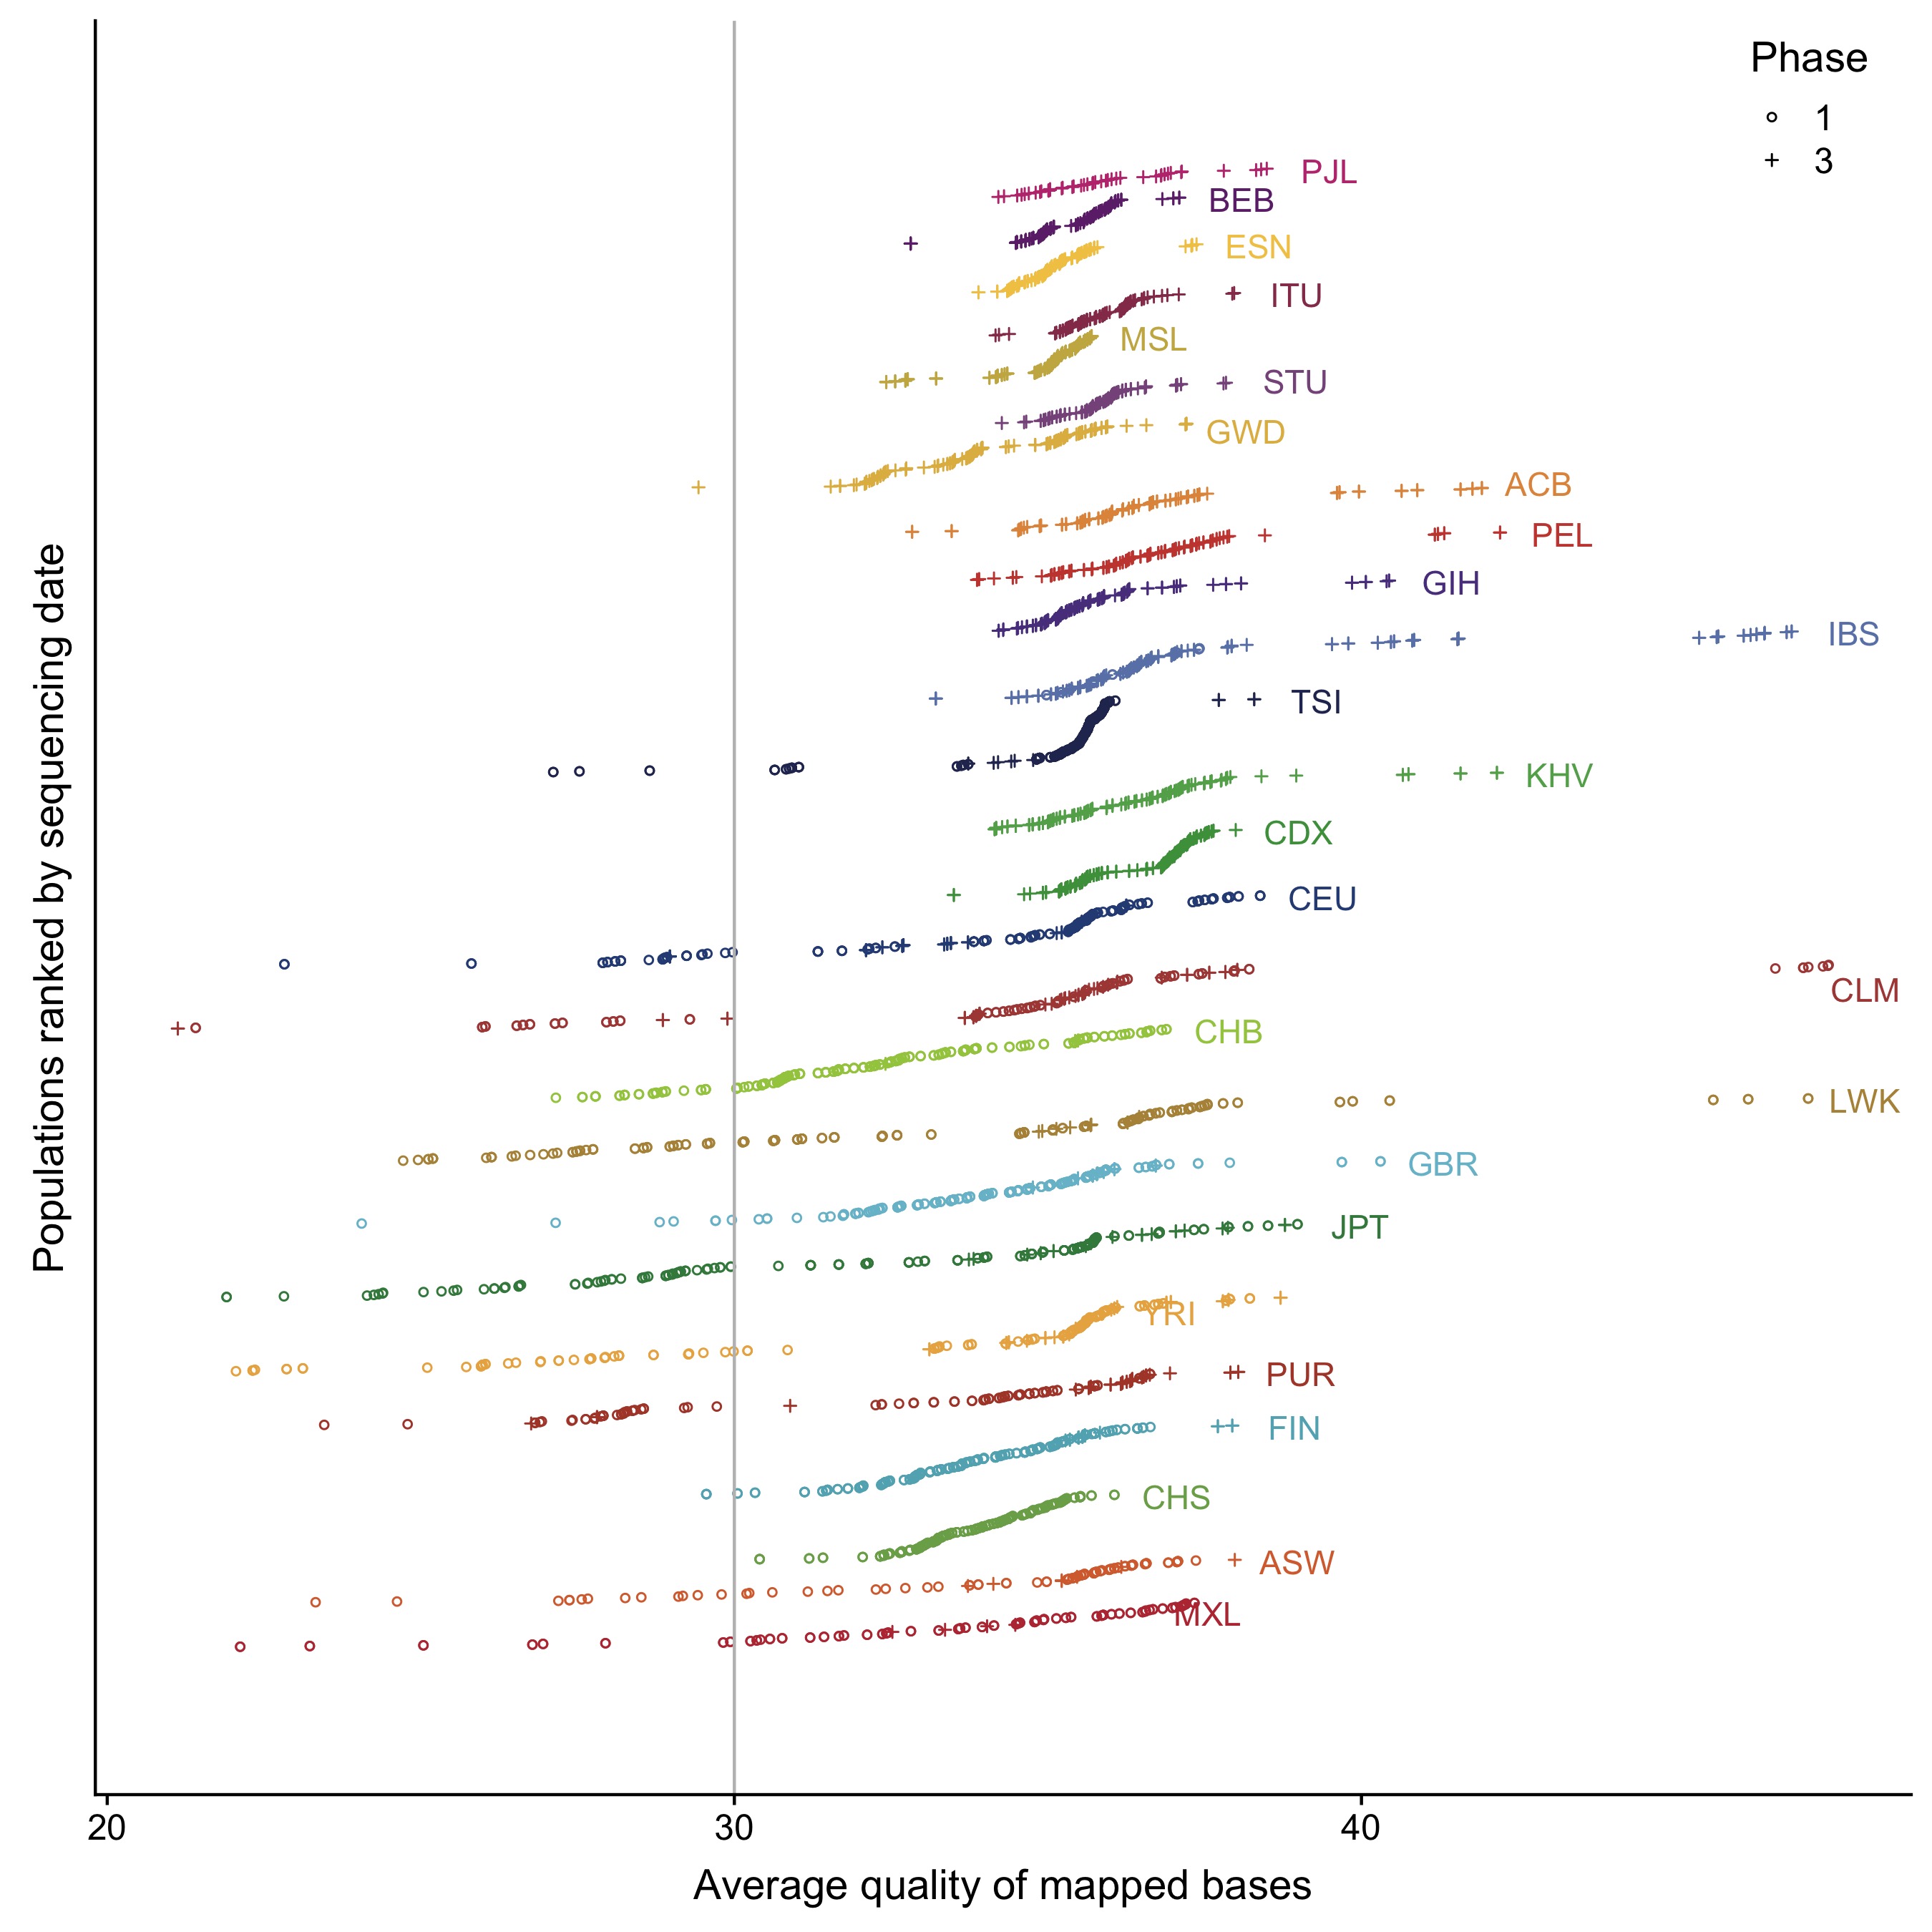 Phase
1
3
PJL
BEB
ESN
ITU
MSL
STU
GWD
ACB
PEL
GIH
IBS
TSI
KHV
CDX
CEU
CLM
CHB
LWK
GBR
JPT
YRI
PUR
FIN
CHS
ASW
MXL
Populations ranked by sequencing date
20 30 40
Average quality of mapped bases